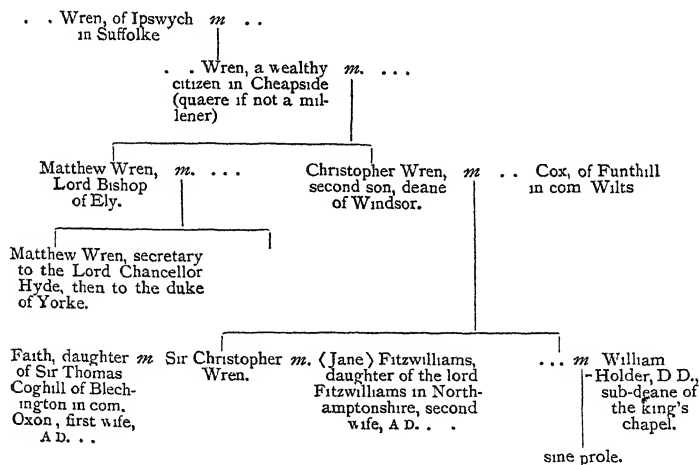 . . Wren, of Ipswych m . .
in Suffolke
. . Wren, a wealthy m. . . .
citizen in Cheapside
(quaere if not a mil-
lener)
Matthew Wren, m. . . .
Lord Bishop
of Ely.
Christopher Wren, m . . Cox, of Funthill
second son, deane in com Wilts
of Windsor.
Matthew Wren, secretary
to the Lord Chancellor
Hyde, then to the duke
of Yorke.
Faith, daughter m Sir Christopher m. ⟨Jane⟩ Fitzwilliams,
of Sir Thomas Wren. daughter of the lord
Coghill of Blech- Fitzwilliams in North-
ington in com. amptonshire, second
Oxon, first wife, wife, A D. . .
A D. . .
. . . m William
Holder, D D.,
sub-deane of
the king's
chapel.
sine prole.